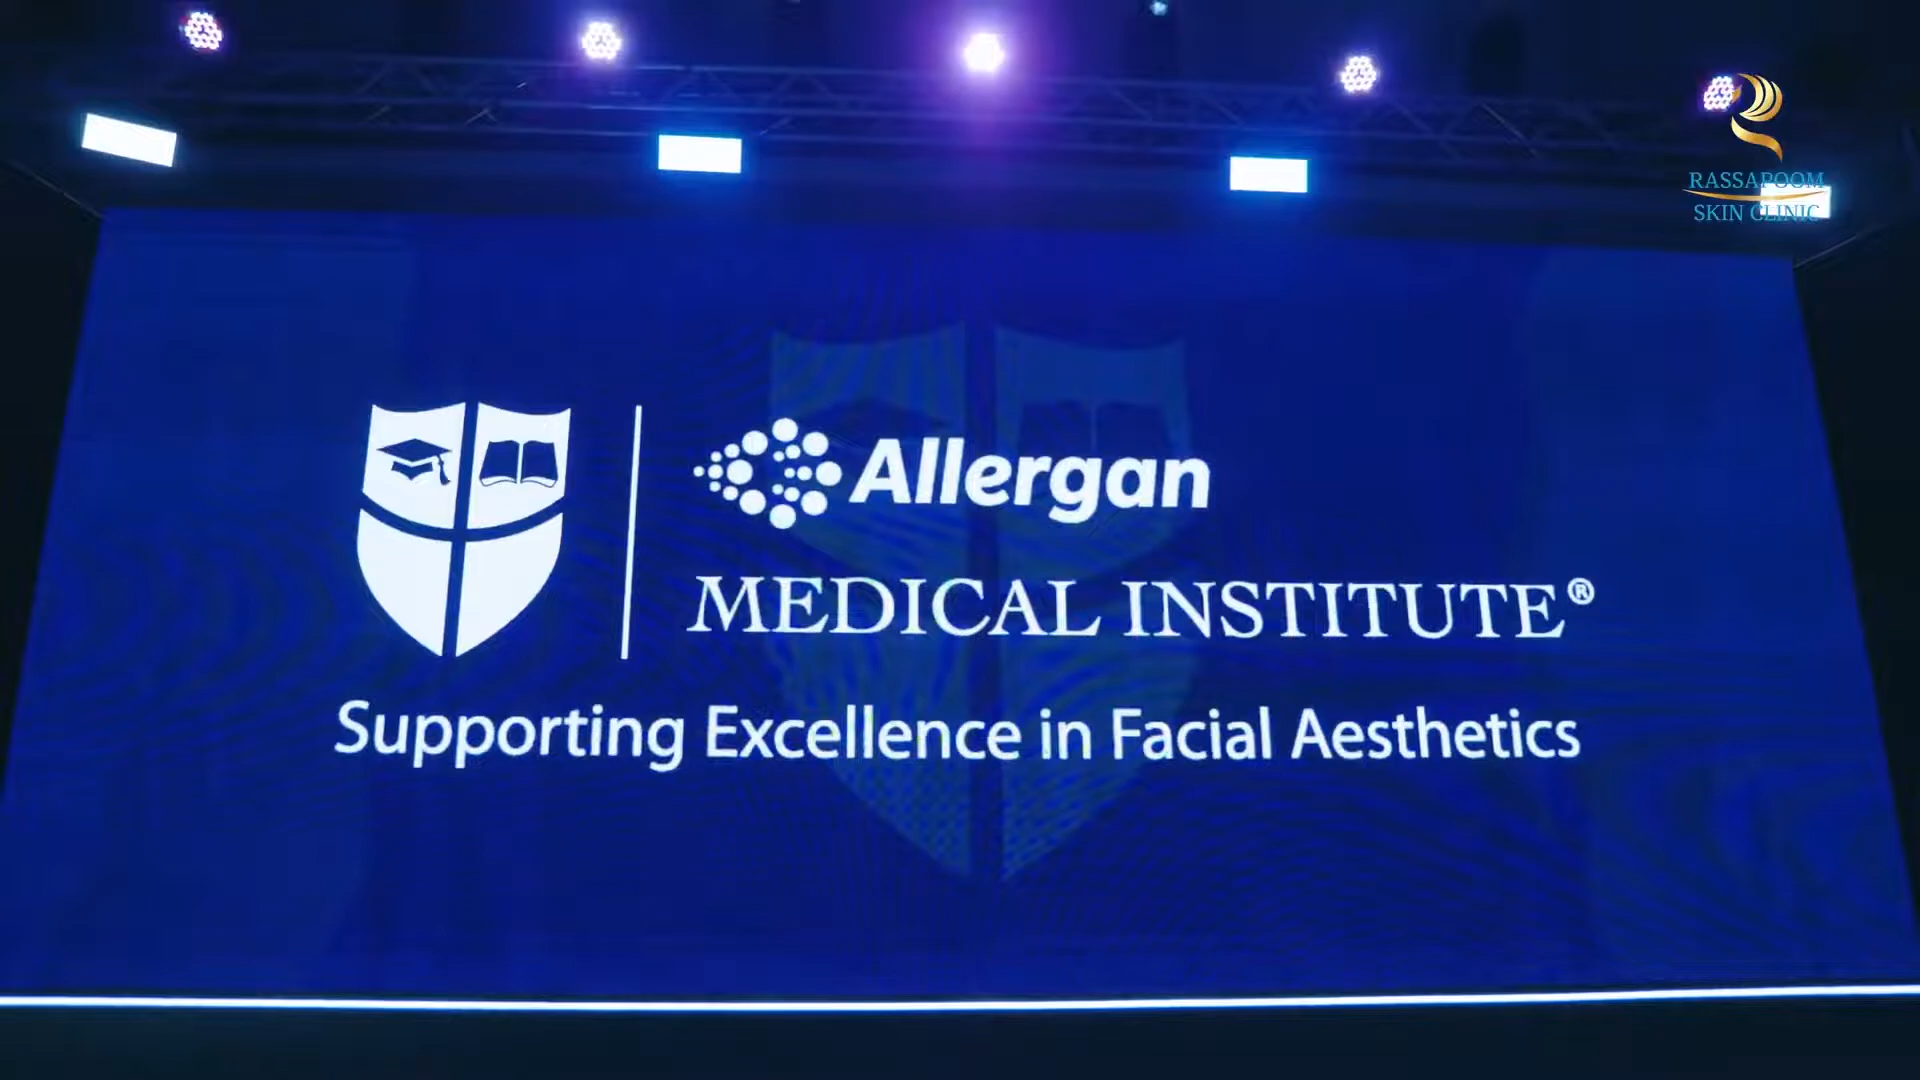 RASSAPOOM
SKIN CLINIC
Allergan
MEDICAL INSTITUTE®
Supporting Excellence in Facial Aesthetics